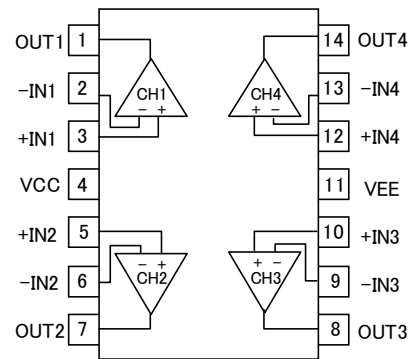 OUT1 1 14 OUT4
-IN1 2 13 -IN4
CH1 CH4
- + + -
+IN1 3 12 +IN4
VCC 4 11 VEE
+IN2 5 10 +IN3
- + + -
-IN2 6 CH2 CH3 9 -IN3
OUT2 7 8 OUT3